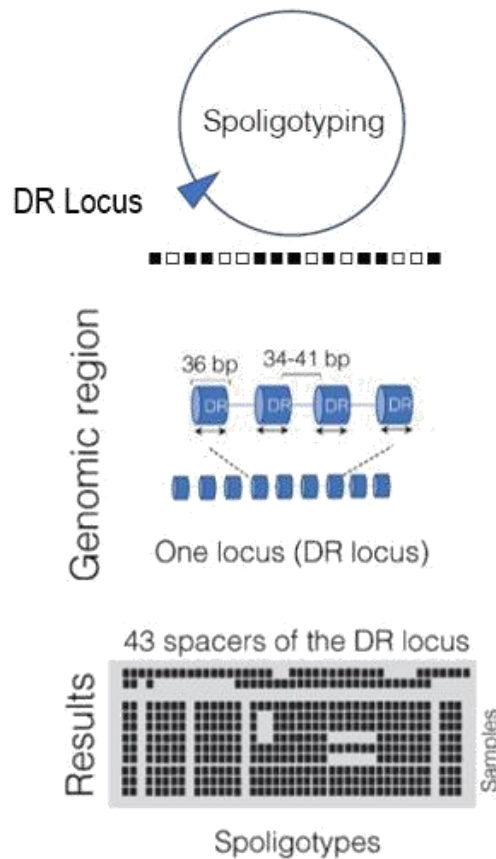 Spoligotyping
DR Locus
Genomic region
36 bp
34-41 bp
DR
DR
DR
DR
One locus (DR locus)
Results
43 spacers of the DR locus
Samples
Spoligotypes